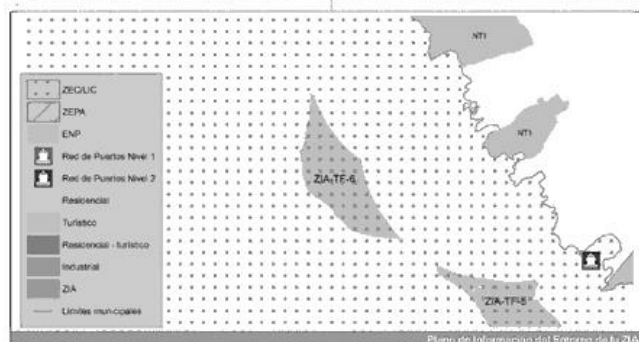 NT1
ZEC/LIC
ZEPA
ENP
Red de Puertos Nivel 1
Red de Puertos Nivel 2
Residencial
Turístico
Residencial - turístico
Industrial
ZIA
Límites municipales
ZIA-TF-6
NT1
ZIA-TF-5
Plano de Información del Entorno de la ZIA